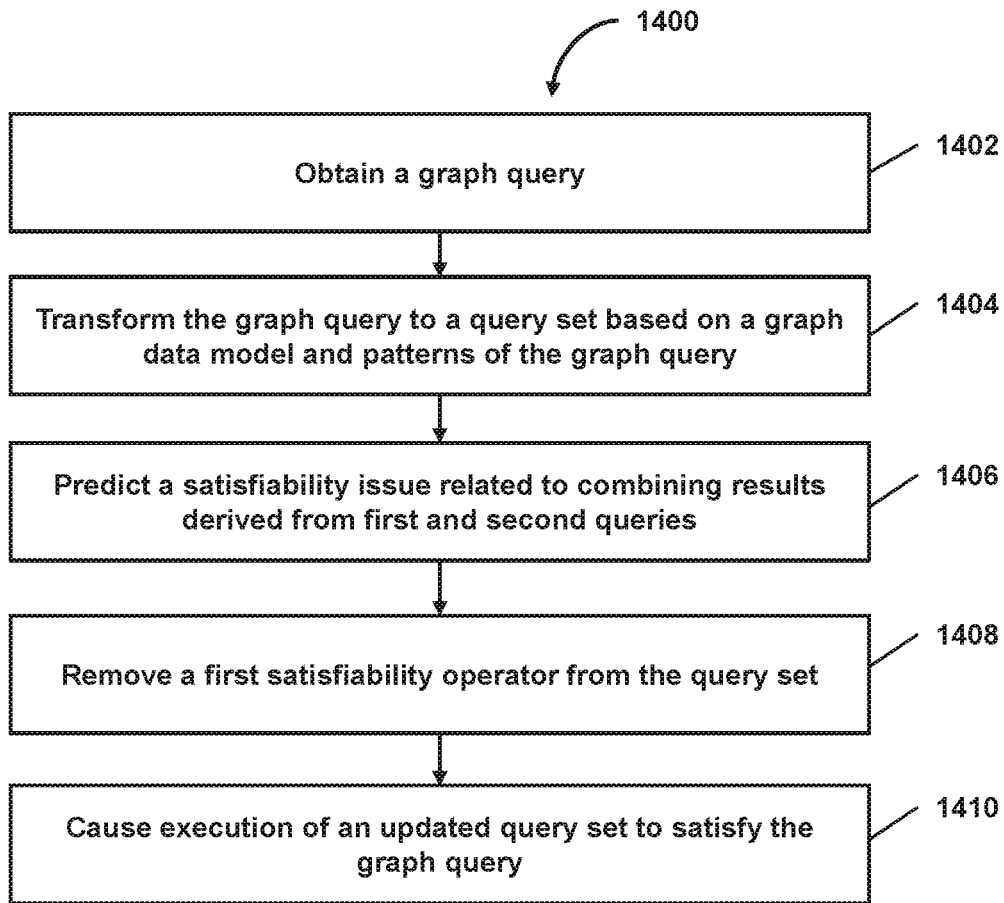 1400
Obtain a graph query
1402
Transform the graph query to a query set based on a graph
data model and patterns of the graph query
1404
Predict a satisfiability issue related to combining results
derived from first and second queries
1406
Remove a first satisfiability operator from the query set
1408
Cause execution of an updated query set to satisfy the
graph query
1410